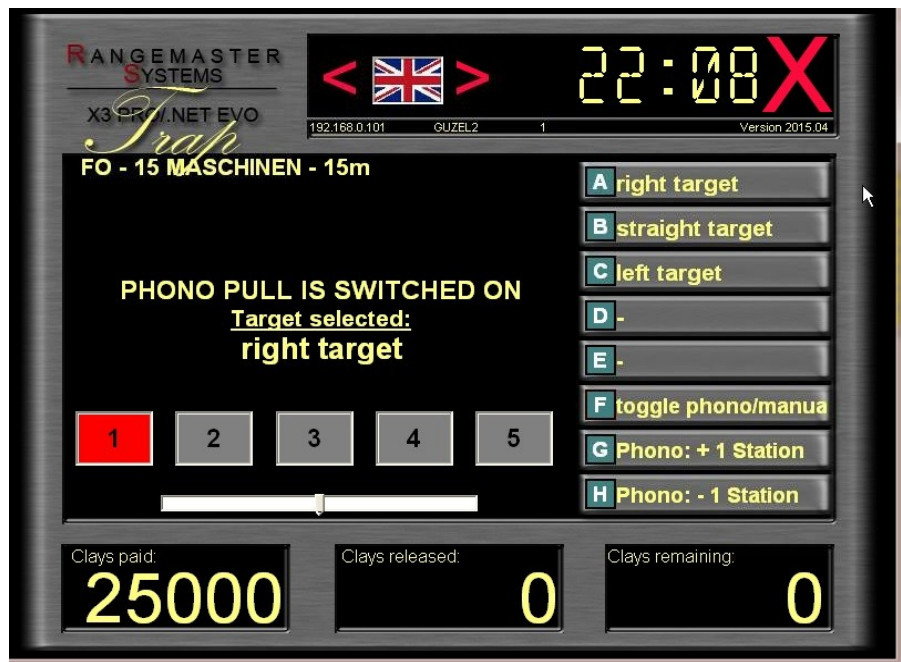 RANGEMASTER
SYSTEMS
X3 PRO/.NET EVO
Trap
< >
22:08 X
192.168.0.101 GUZEL2 1 Version 2015.04
FO - 15 MASCHINEN - 15m
PHONO PULL IS SWITCHED ON
Target selected:
right target
1 2 3 4 5
A right target
B straight target
C left target
D -
E -
F toggle phono/manua
G Phono: + 1 Station
H Phono: - 1 Station
Clays paid:
25000
Clays released:
0
Clays remaining:
0